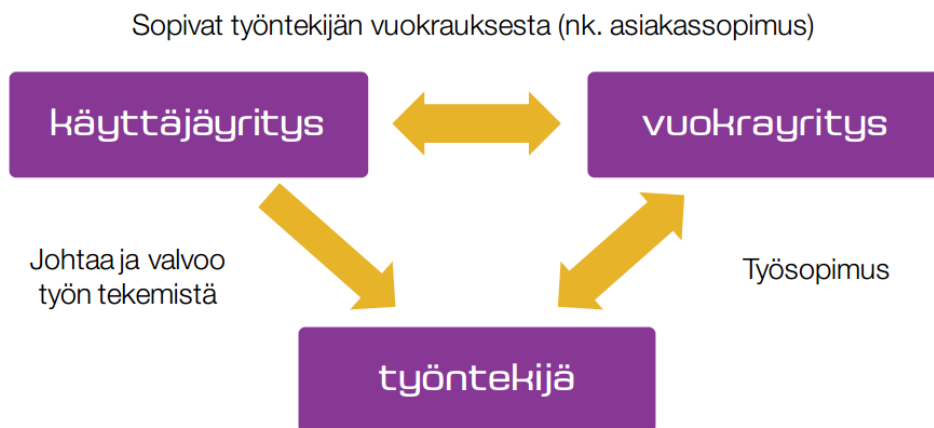 Sopivat työntekijän vuokrauksesta (nk. asiakassopimus)
käyttäjäyritys
vuokrayritys
Johtaa ja valvoo
työn tekemistä
Työsopimus
työntekijä